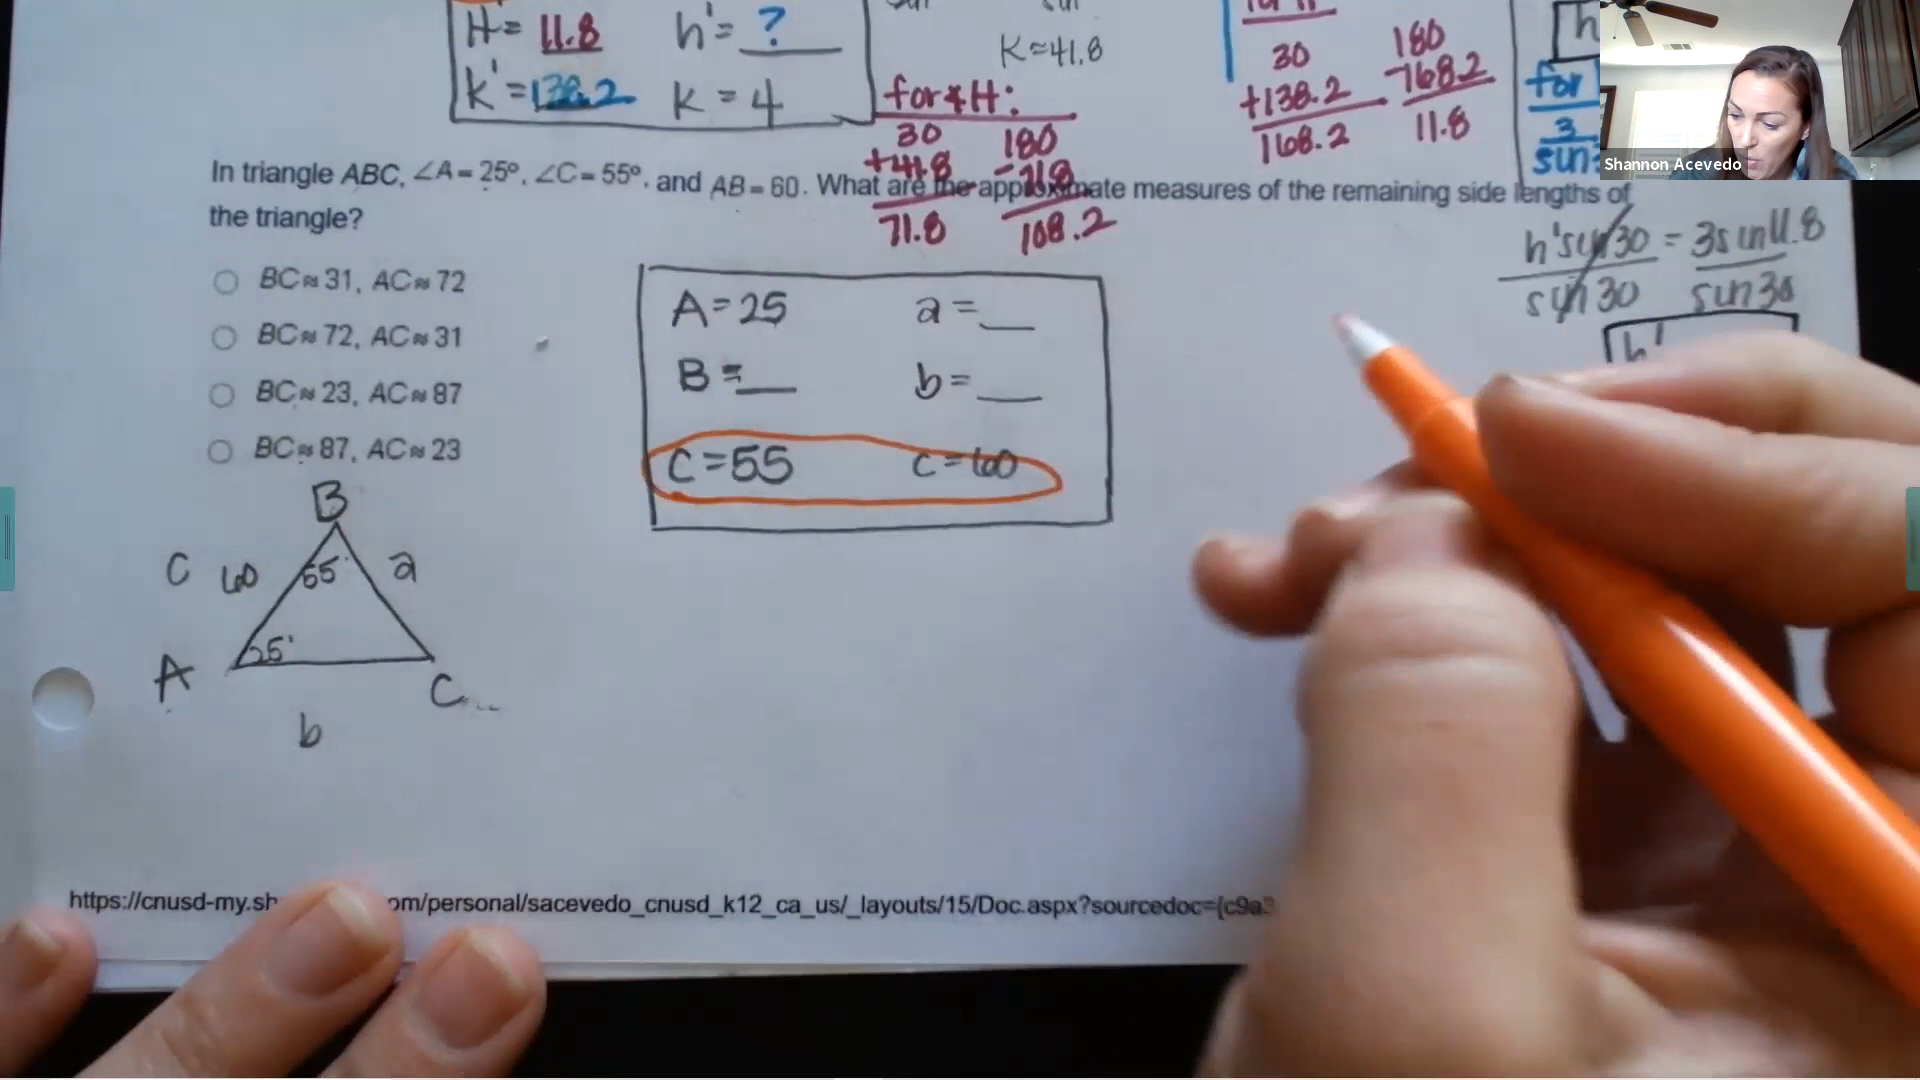 H = 11.8 h' = ?
k' = 138.2 K = 4
K≈41.8
for ∡H:
30 180
+41.8 -71.8
71.8 108.2
30 180
+138.2 -168.2
168.2 11.8
for
3
sin
Shannon Acevedo
In triangle ABC, ∠A = 25°, ∠C = 55°, and AB = 60. What are the approximate measures of the remaining side lengths of
the triangle?
h'sin30 = 3sin11.8
sin30 sin30
h'
BC ≈ 31, AC ≈ 72
BC ≈ 72, AC ≈ 31
BC ≈ 23, AC ≈ 87
BC ≈ 87, AC ≈ 23
A = 25 a = __
B = __ b = __
C = 55 c = 60
B
C 60 55° a
A 25° C
b
https://cnusd-my.sh om/personal/sacevedo_cnusd_k12_ca_us/_layouts/15/Doc.aspx?sourcedoc={c9a3